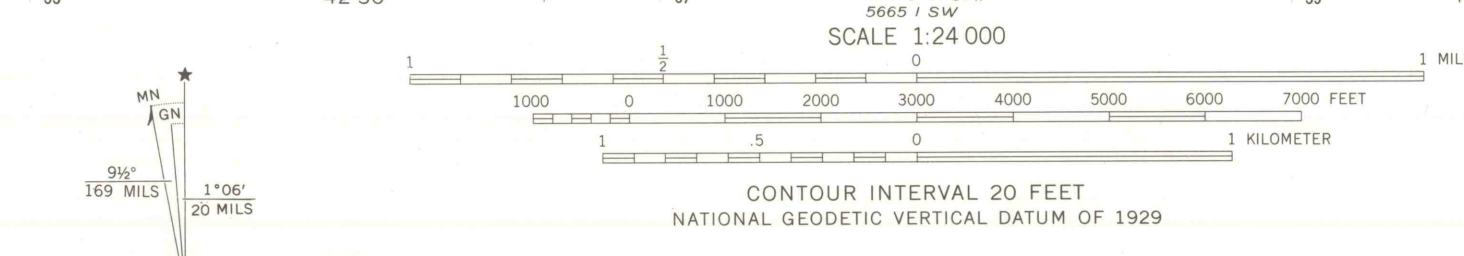 5665 I SW
SCALE 1:24 000
1 1/2 0 1 MIL
1000 0 1000 2000 3000 4000 5000 6000 7000 FEET
1 .5 0 1 KILOMETER
CONTOUR INTERVAL 20 FEET
NATIONAL GEODETIC VERTICAL DATUM OF 1929
MN
GN
9½°
169 MILS
1°06′
20 MILS